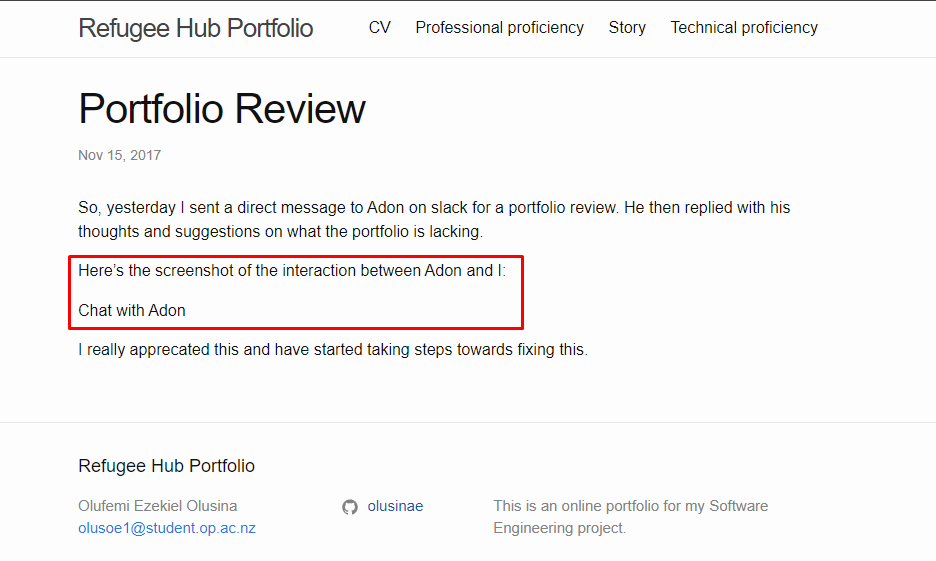 Refugee Hub Portfolio
CV
Professional proficiency
Story
Technical proficiency
Portfolio Review
Nov 15, 2017
So, yesterday I sent a direct message to Adon on slack for a portfolio review. He then replied with his
thoughts and suggestions on what the portfolio is lacking.
Here’s the screenshot of the interaction between Adon and I:
Chat with Adon
I really apprecated this and have started taking steps towards fixing this.
Refugee Hub Portfolio
Olufemi Ezekiel Olusina
olusoe1@student.op.ac.nz
olusinae
This is an online portfolio for my Software
Engineering project.